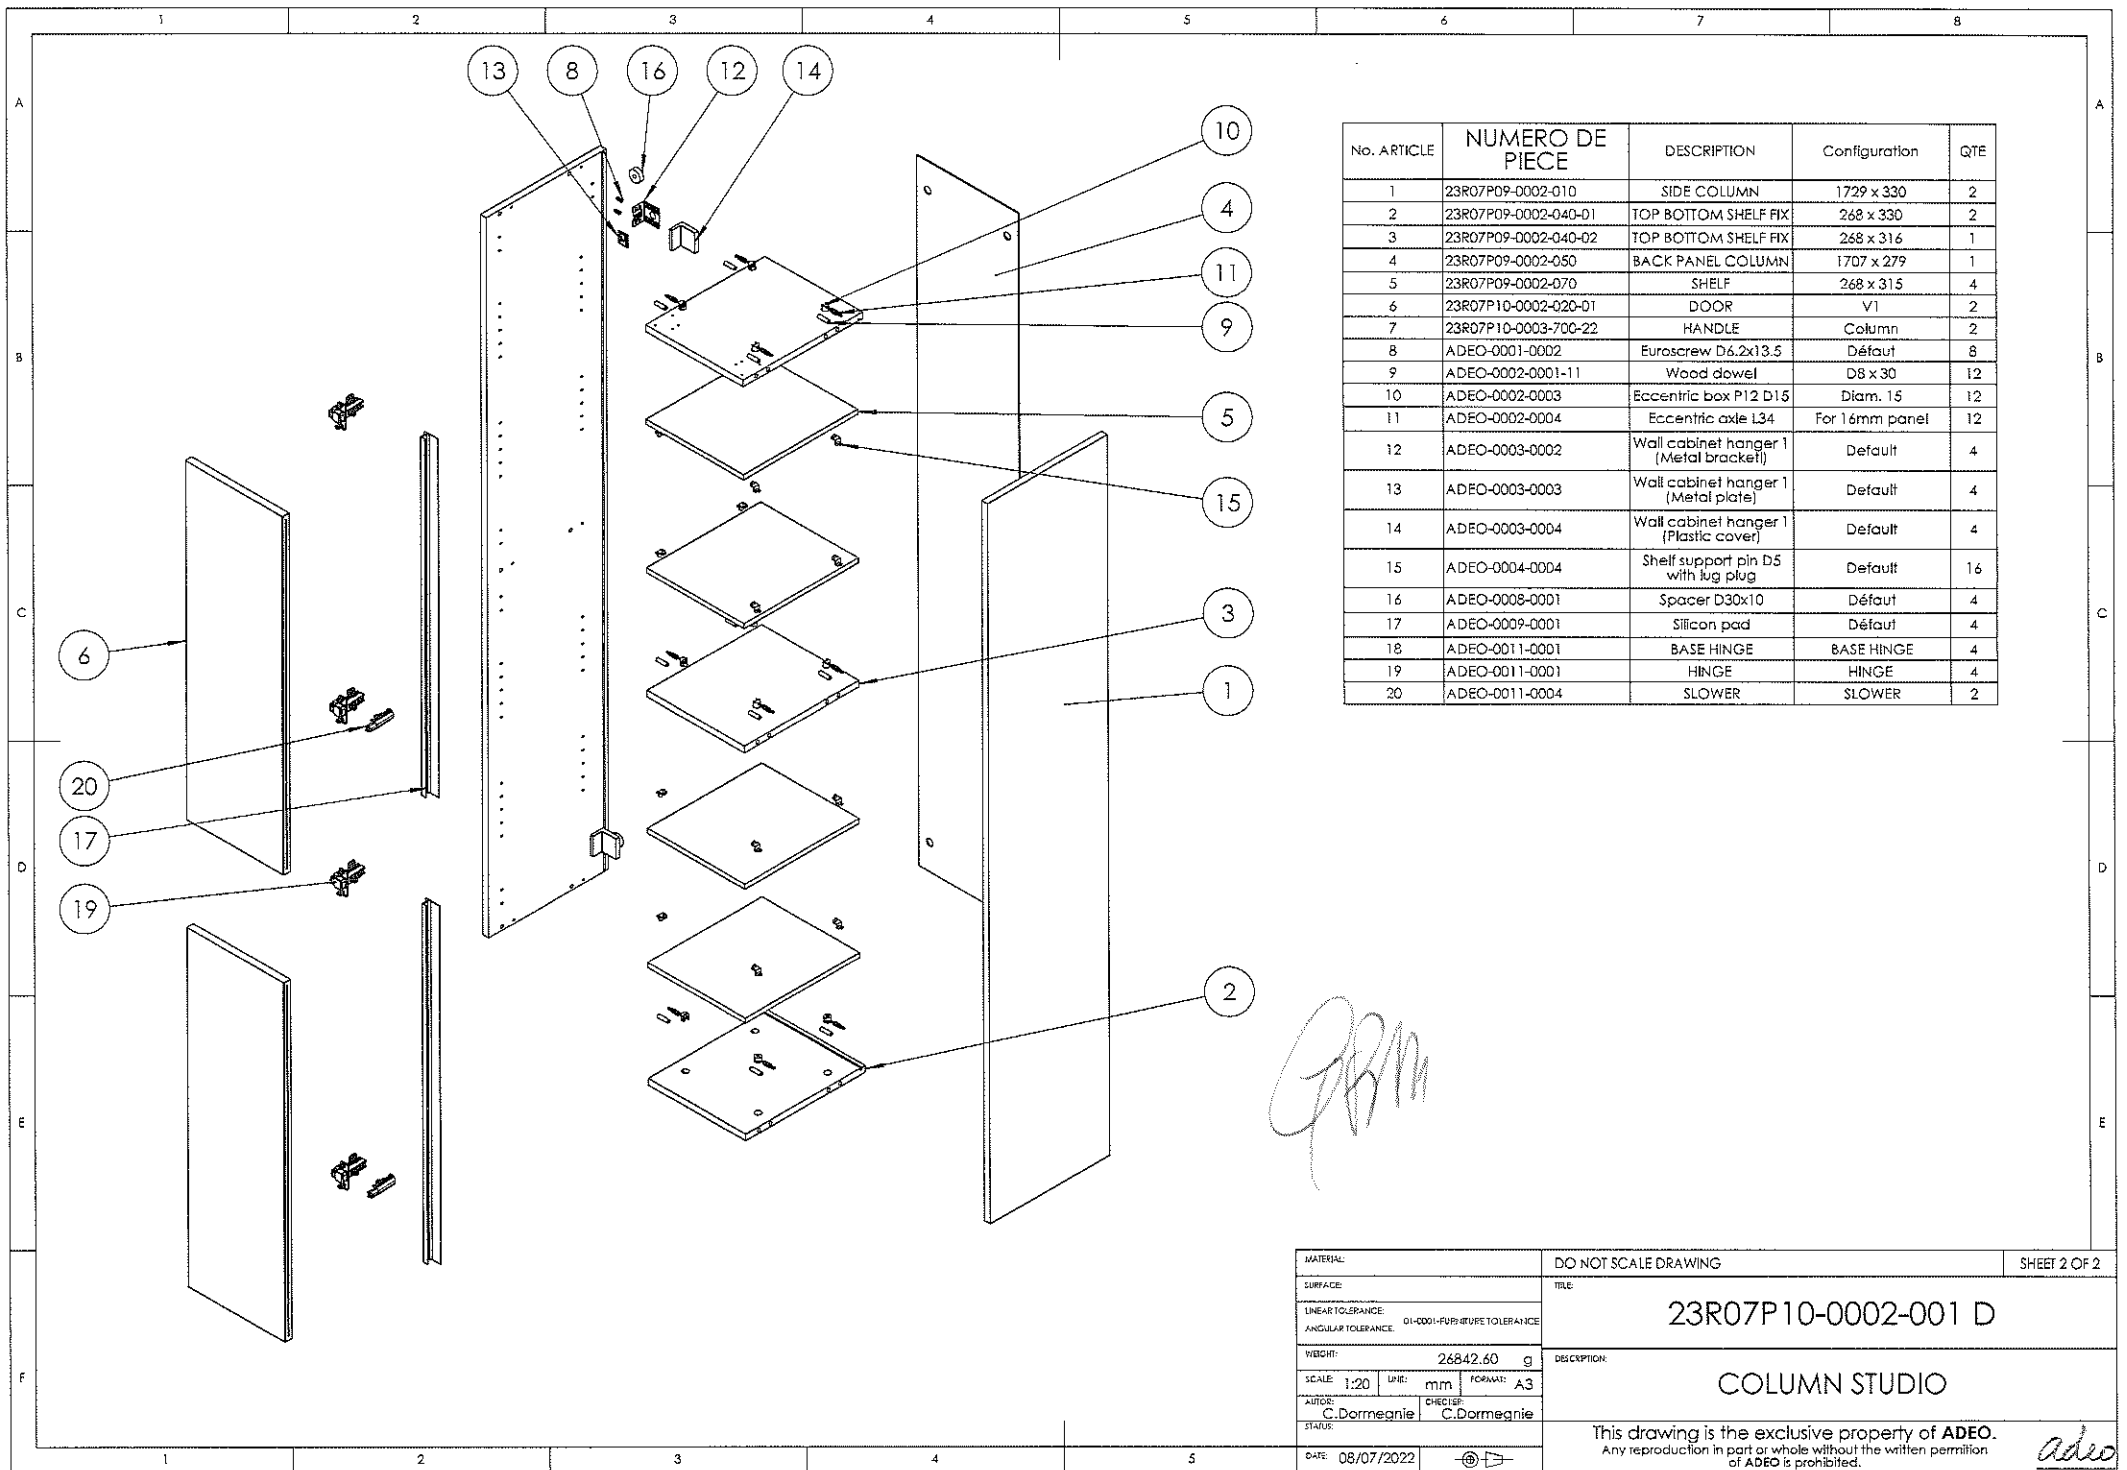 1 2 3 4 5 6 7 8
A
B
C
D
E
F
A
B
C
D
E
13 8 16 12 14
10
4
11
9
5
15
3
1
2
6
20
17
19
No. ARTICLE NUMERO DE PIECE DESCRIPTION Configuration QTE
1 23R07P09-0002-010 SIDE COLUMN 1729 x 330 2
2 23R07P09-0002-040-01 TOP BOTTOM SHELF FIX 268 x 330 2
3 23R07P09-0002-040-02 TOP BOTTOM SHELF FIX 268 x 316 1
4 23R07P09-0002-050 BACK PANEL COLUMN 1707 x 279 1
5 23R07P09-0002-070 SHELF 268 x 315 4
6 23R07P10-0002-020-01 DOOR V1 2
7 23R07P10-0003-700-22 HANDLE Column 2
8 ADEO-0001-0002 Euroscrew D6.2x13.5 Défaut 8
9 ADEO-0002-0001-11 Wood dowel D8 x 30 12
10 ADEO-0002-0003 Eccentric box P12 D15 Diam. 15 12
11 ADEO-0002-0004 Eccentric axle L34 For 16mm panel 12
12 ADEO-0003-0002 Wall cabinet hanger 1 (Metal bracket) Default 4
13 ADEO-0003-0003 Wall cabinet hanger 1 (Metal plate) Default 4
14 ADEO-0003-0004 Wall cabinet hanger 1 (Plastic cover) Default 4
15 ADEO-0004-0004 Shelf support pin D5 with lug plug Default 16
16 ADEO-0008-0001 Spacer D30x10 Défaut 4
17 ADEO-0009-0001 Silicon pad Défaut 4
18 ADEO-0011-0001 BASE HINGE BASE HINGE 4
19 ADEO-0011-0001 HINGE HINGE 4
20 ADEO-0011-0004 SLOWER SLOWER 2
MATERIAL:
SURFACE:
LINEAR TOLERANCE:
ANGULAR TOLERANCE: 01-0001-FURNITURE TOLERANCE
WEIGHT: 26842.60 g
SCALE: 1:20 UNIT: mm FORMAT: A3
AUTOR: C.Dormegnie CHECKER: C.Dormegnie
STATUS:
DATE: 08/07/2022
DO NOT SCALE DRAWING SHEET 2 OF 2
TITLE:
23R07P10-0002-001 D
DESCRIPTION:
COLUMN STUDIO
This drawing is the exclusive property of ADEO.
Any reproduction in part or whole without the written permition
of ADEO is prohibited.
adeo
1 2 3 4 5